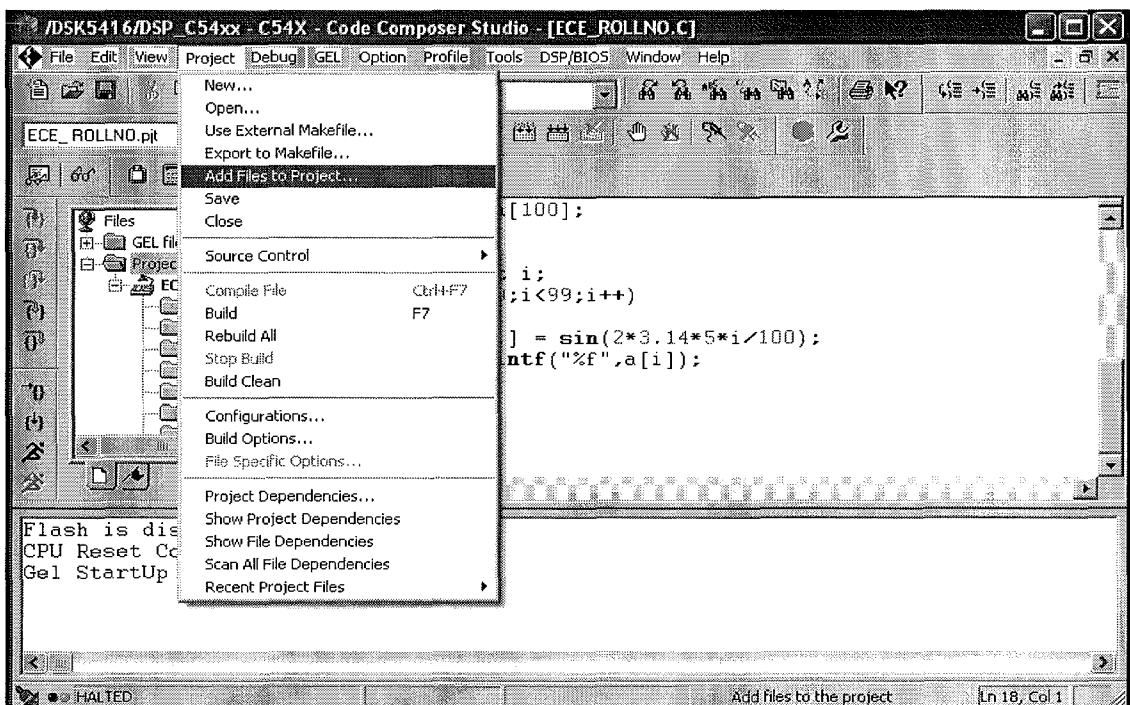 /DSK5416/DSP_C54xx - C54X - Code Composer Studio - [ECE_ROLLNO.C]
File Edit View Project Debug GEL Option Profile Tools DSP/BIOS Window Help
ECE_ROLLNO.pjt
New...
Open...
Use External Makefile...
Export to Makefile...
Add Files to Project...
Save
Close
Source Control
Compile File Ctrl+F7
Build F7
Rebuild All
Stop Build
Build Clean
Configurations...
Build Options...
File Specific Options...
Project Dependencies...
Show Project Dependencies
Show File Dependencies
Scan All File Dependencies
Recent Project Files
Files
GEL fil
Projec
EC
[100];
i;
;i<99;i++)
] = sin(2*3.14*5*i/100);
ntf("%f",a[i]);
Flash is dis
CPU Reset Co
Gel StartUp
HALTED
Add files to the project
Ln 18, Col 1